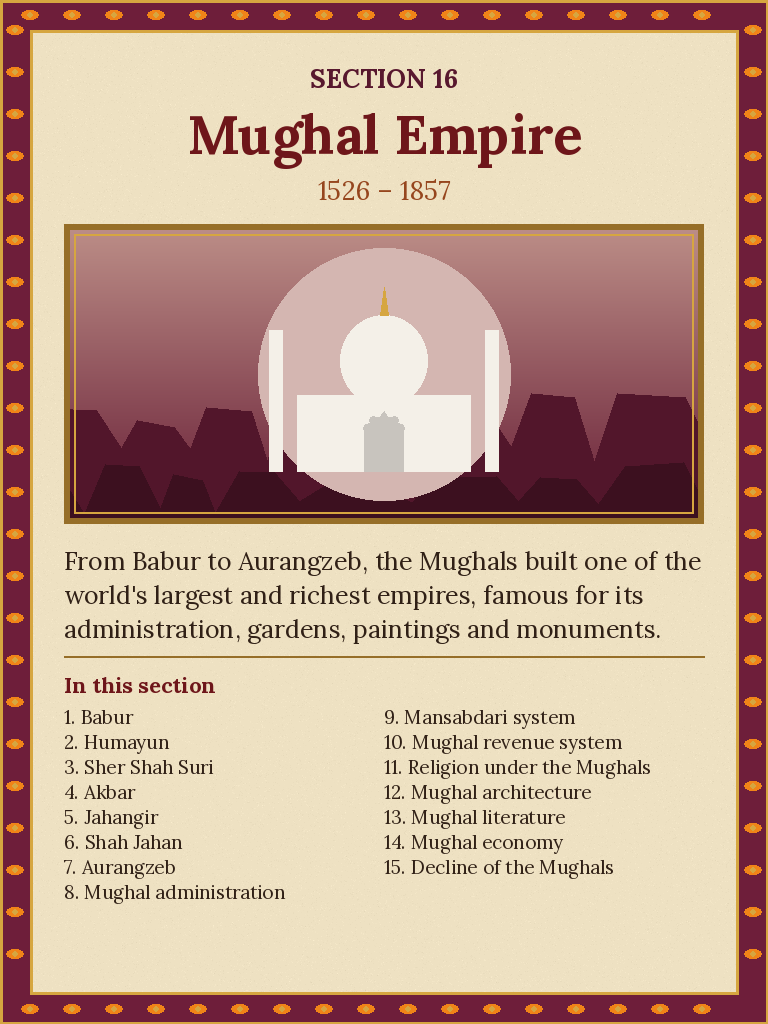 SECTION 16
Mughal Empire
1526 – 1857
From Babur to Aurangzeb, the Mughals built one of the
world's largest and richest empires, famous for its
administration, gardens, paintings and monuments.
In this section
1. Babur
2. Humayun
3. Sher Shah Suri
4. Akbar
5. Jahangir
6. Shah Jahan
7. Aurangzeb
8. Mughal administration
9. Mansabdari system
10. Mughal revenue system
11. Religion under the Mughals
12. Mughal architecture
13. Mughal literature
14. Mughal economy
15. Decline of the Mughals